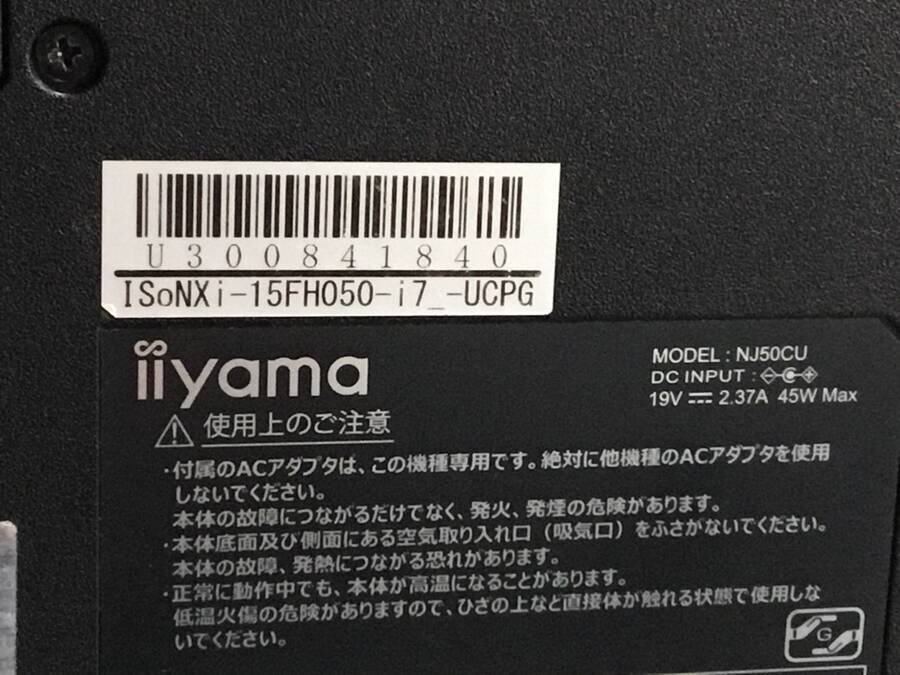 U300841840
ISoNXi-15FH050-i7_-UCPG
iiyama
MODEL : NJ50CU
DC INPUT :
19V 2.37A 45W Max
使用上のご注意
・付属のACアダプタは、この機種専用です。絶対に他機種のACアダプタを使用
しないでください。
本体の故障につながるだけでなく、発火、発煙の危険があります。
・本体底面及び側面にある空気取り入れ口（吸気口）をふさがないでください。
本体の故障、発熱につながる恐れがあります。
・正常に動作中でも、本体が高温になることがあります。
低温火傷の危険がありますので、ひざの上など直接体が触れる状態で使用しな
いでください。
G